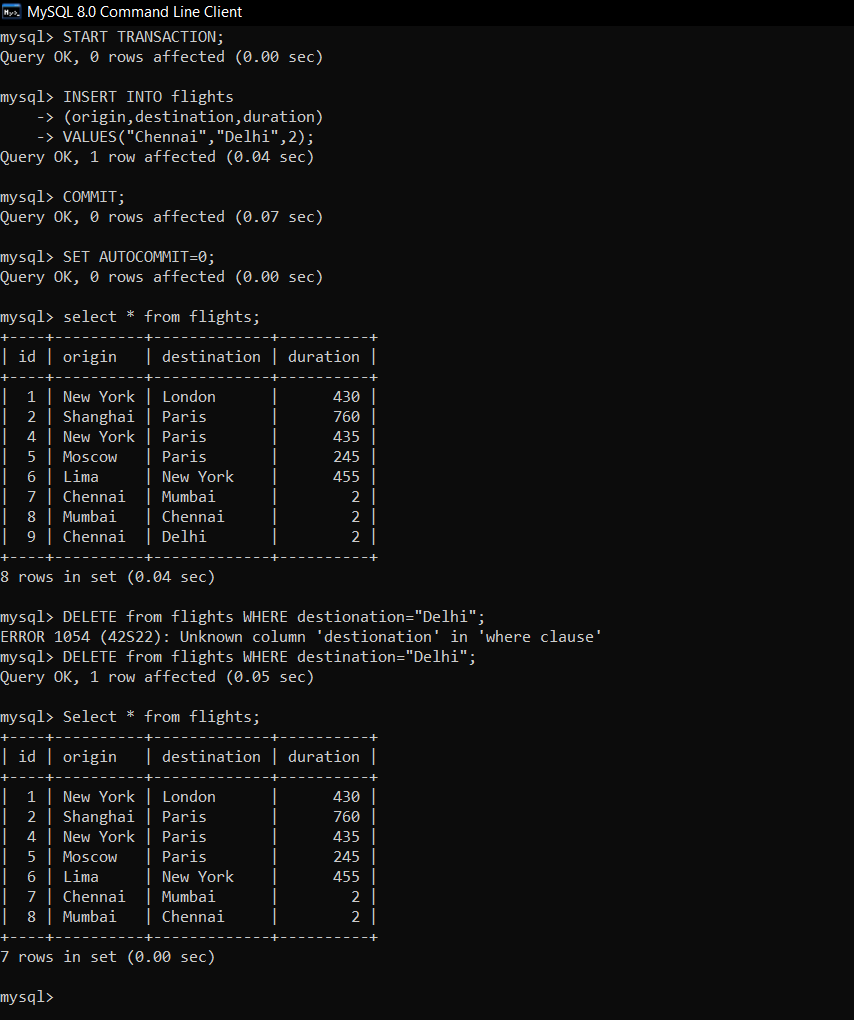 MySQL 8.0 Command Line Client
mysql> START TRANSACTION;
Query OK, 0 rows affected (0.00 sec)
mysql> INSERT INTO flights
    -> (origin,destination,duration)
    -> VALUES("Chennai","Delhi",2);
Query OK, 1 row affected (0.04 sec)
mysql> COMMIT;
Query OK, 0 rows affected (0.07 sec)
mysql> SET AUTOCOMMIT=0;
Query OK, 0 rows affected (0.00 sec)
mysql> select * from flights;
+----+----------+-------------+----------+
| id | origin   | destination | duration |
+----+----------+-------------+----------+
|  1 | New York | London      |      430 |
|  2 | Shanghai | Paris       |      760 |
|  4 | New York | Paris       |      435 |
|  5 | Moscow   | Paris       |      245 |
|  6 | Lima     | New York    |      455 |
|  7 | Chennai  | Mumbai      |        2 |
|  8 | Mumbai   | Chennai     |        2 |
|  9 | Chennai  | Delhi       |        2 |
+----+----------+-------------+----------+
8 rows in set (0.04 sec)
mysql> DELETE from flights WHERE destionation="Delhi";
ERROR 1054 (42S22): Unknown column 'destionation' in 'where clause'
mysql> DELETE from flights WHERE destination="Delhi";
Query OK, 1 row affected (0.05 sec)
mysql> Select * from flights;
+----+----------+-------------+----------+
| id | origin   | destination | duration |
+----+----------+-------------+----------+
|  1 | New York | London      |      430 |
|  2 | Shanghai | Paris       |      760 |
|  4 | New York | Paris       |      435 |
|  5 | Moscow   | Paris       |      245 |
|  6 | Lima     | New York    |      455 |
|  7 | Chennai  | Mumbai      |        2 |
|  8 | Mumbai   | Chennai     |        2 |
+----+----------+-------------+----------+
7 rows in set (0.00 sec)
mysql>